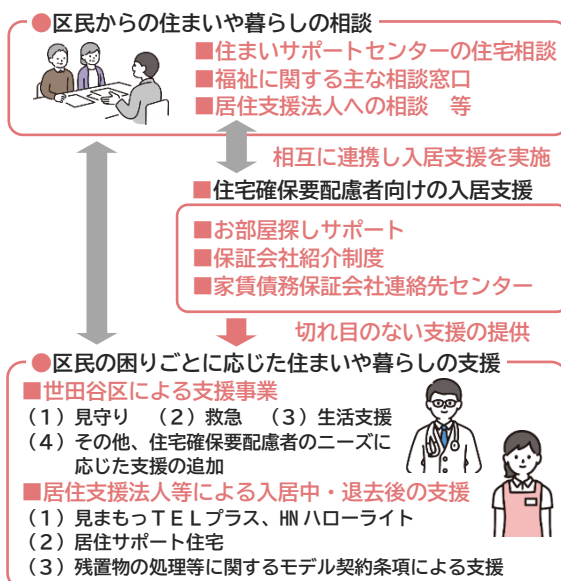 ●区民からの住まいや暮らしの相談
■住まいサポートセンターの住宅相談
■福祉に関する主な相談窓口
■居住支援法人への相談　等
相互に連携し入居支援を実施
■住宅確保要配慮者向けの入居支援
■お部屋探しサポート
■保証会社紹介制度
■家賃債務保証会社連絡先センター
切れ目のない支援の提供
●区民の困りごとに応じた住まいや暮らしの支援
■世田谷区による支援事業
（1）見守り　（2）救急　（3）生活支援
（4）その他、住宅確保要配慮者のニーズに
応じた支援の追加
■居住支援法人等による入居中・退去後の支援
（1）見まもっＴＥＬプラス、HNハローライト
（2）居住サポート住宅
（3）残置物の処理等に関するモデル契約条項による支援